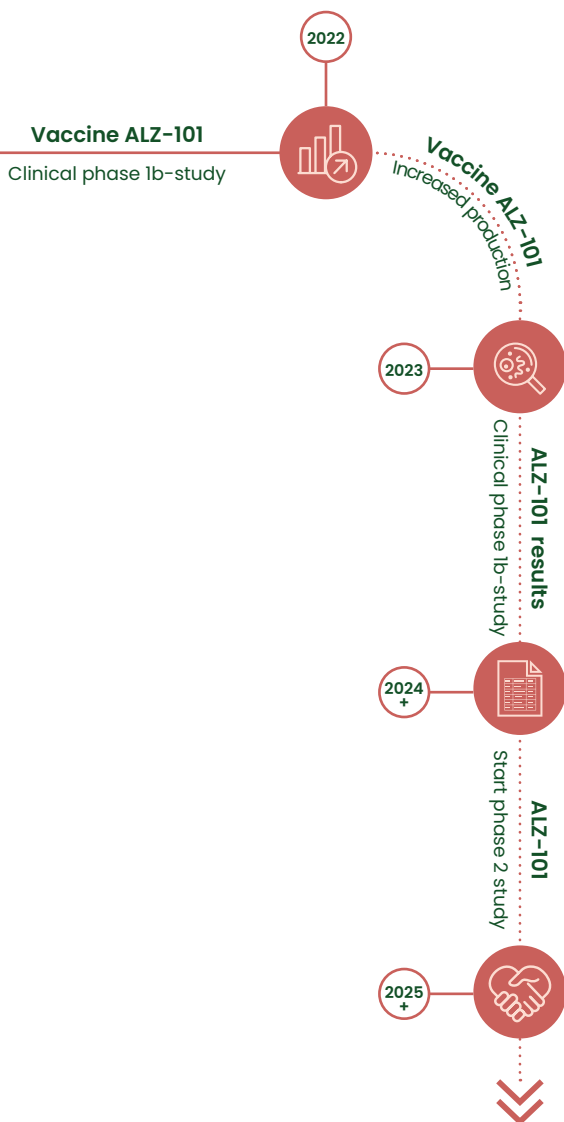 2022
Vaccine ALZ-101
Clinical phase 1b-study
Vaccine ALZ-101
Increased production
2023
ALZ-101 results
Clinical phase 1b-study
2024
+
ALZ-101
Start phase 2 study
2025
+